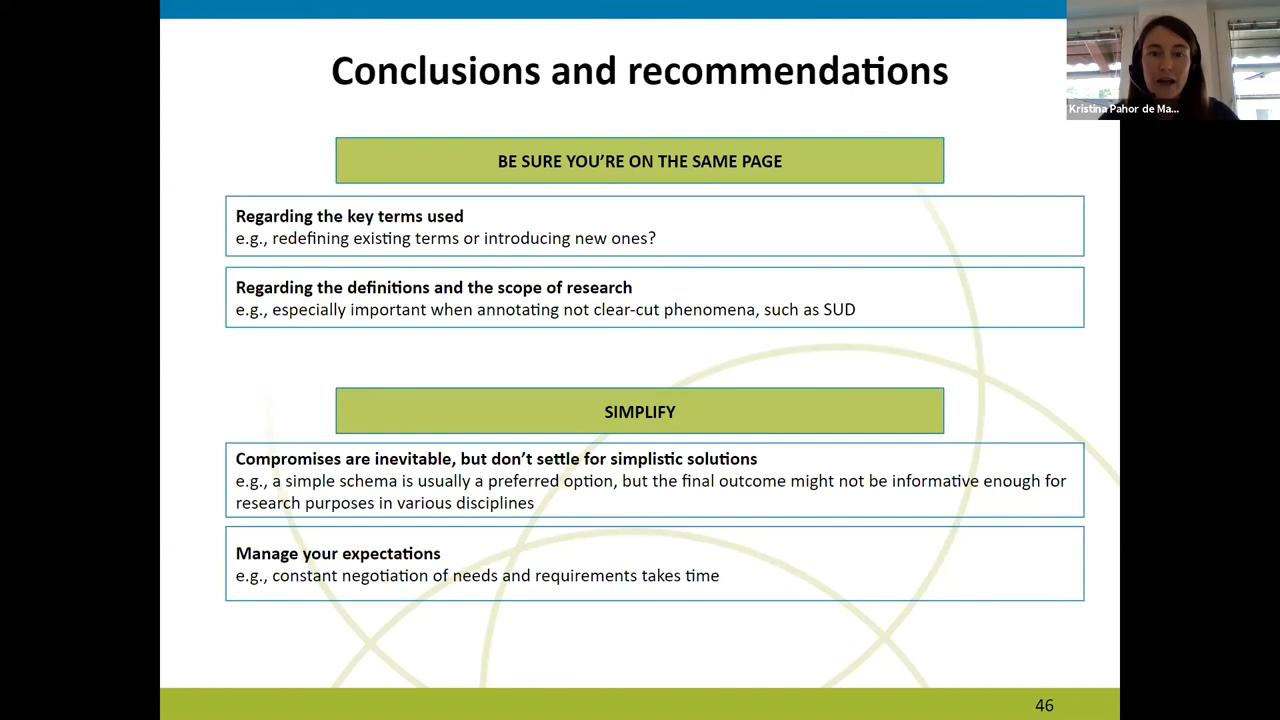 Conclusions and recommendations
Kristina Pahor de Ma...
BE SURE YOU'RE ON THE SAME PAGE
Regarding the key terms used
e.g., redefining existing terms or introducing new ones?
Regarding the definitions and the scope of research
e.g., especially important when annotating not clear-cut phenomena, such as SUD
SIMPLIFY
Compromises are inevitable, but don't settle for simplistic solutions
e.g., a simple schema is usually a preferred option, but the final outcome might not be informative enough for
research purposes in various disciplines
Manage your expectations
e.g., constant negotiation of needs and requirements takes time
46